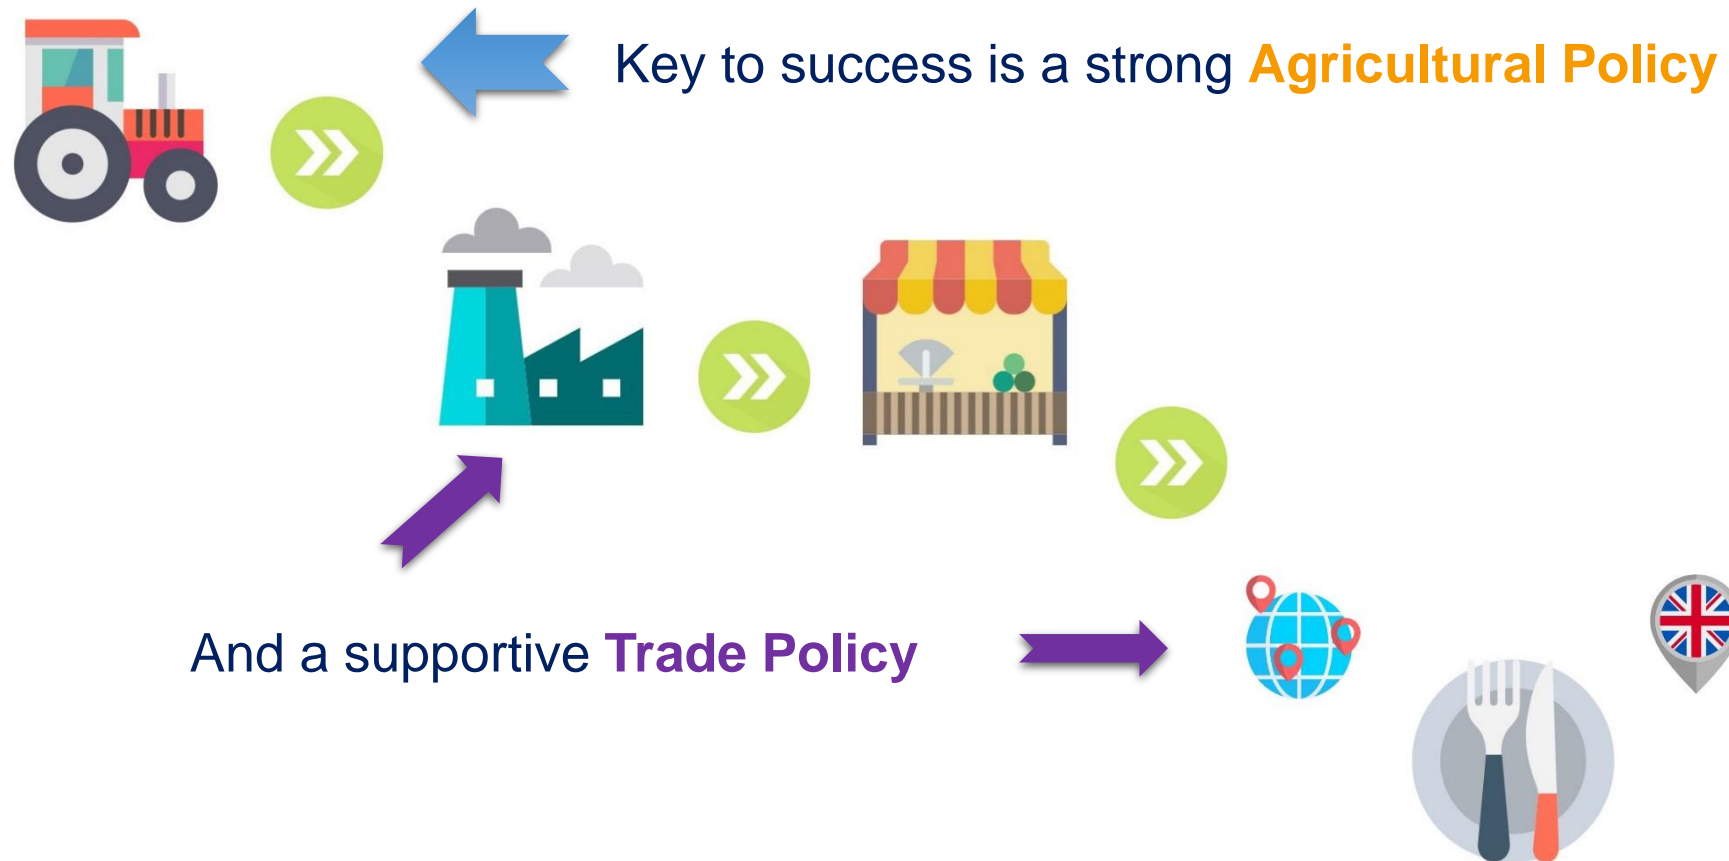 Key to success is a strong Agricultural Policy
And a supportive Trade Policy